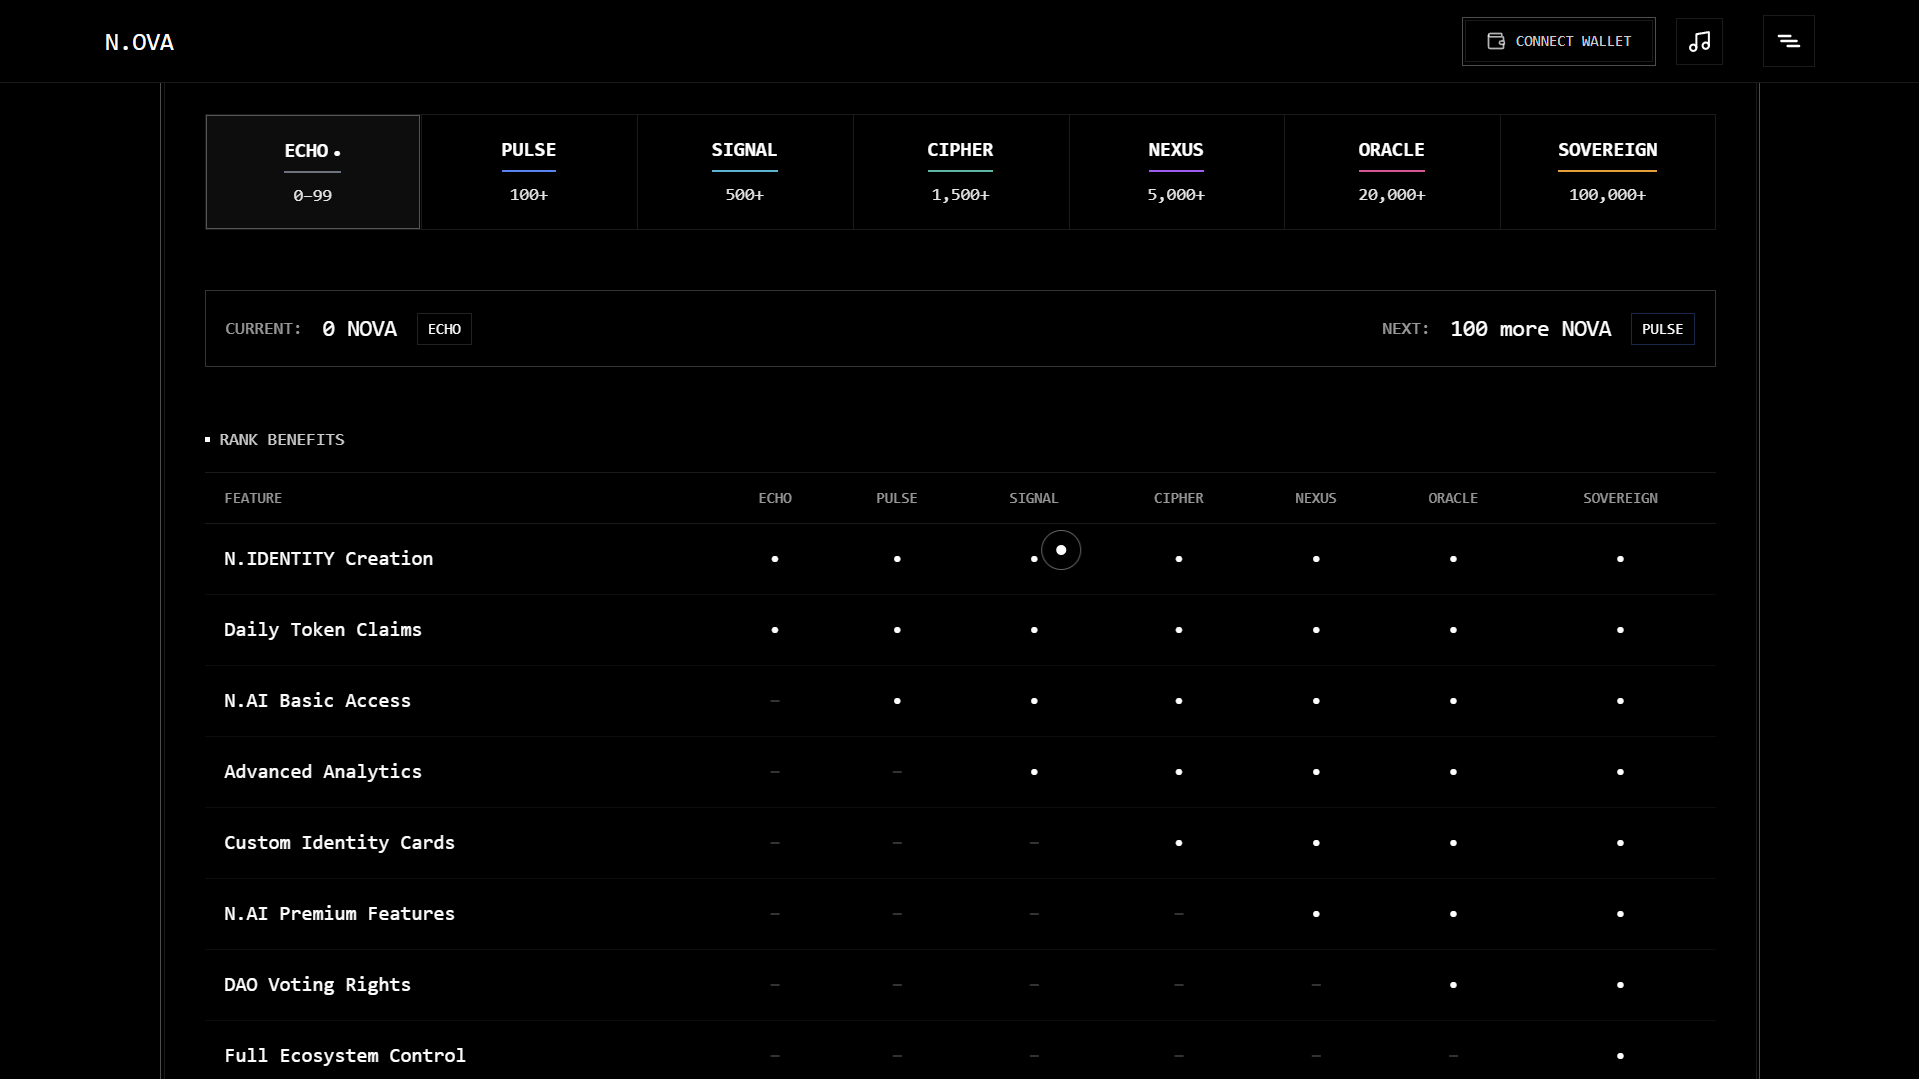 N.OVA
CONNECT WALLET
ECHO PULSE SIGNAL CIPHER NEXUS ORACLE SOVEREIGN
0–99 100+ 500+ 1,500+ 5,000+ 20,000+ 100,000+
CURRENT: 0 NOVA ECHO NEXT: 100 more NOVA PULSE
RANK BENEFITS
FEATURE ECHO PULSE SIGNAL CIPHER NEXUS ORACLE SOVEREIGN
N.IDENTITY Creation • • • • • • •
Daily Token Claims • • • • • • •
N.AI Basic Access – • • • • • •
Advanced Analytics – – • • • • •
Custom Identity Cards – – – • • • •
N.AI Premium Features – – – – • • •
DAO Voting Rights – – – – – • •
Full Ecosystem Control – – – – – – •